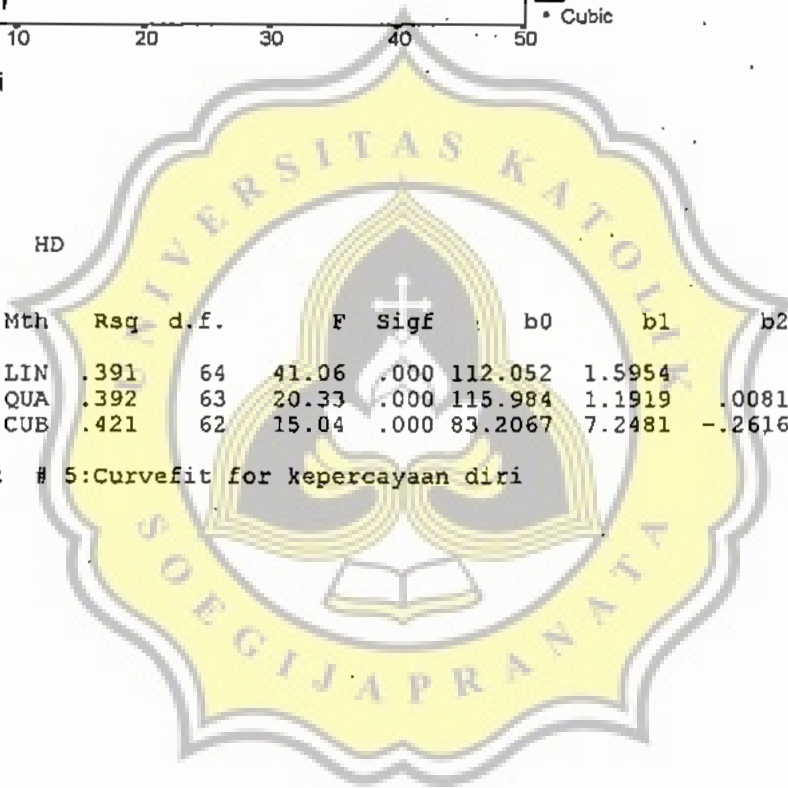 10 20 30 40 50
• Cubic
i
UNIVERSITAS KATOLIK
SOEGIJAPRANATA
HD
Mth Rsq d.f. F Sigf b0 b1 b2
LIN .391 64 41.06 .000 112.052 1.5954
QUA .392 63 20.33 .000 115.984 1.1919 .0081
CUB .421 62 15.04 .000 83.2067 7.2481 -.2616
# 5:Curvefit for kepercayaan diri